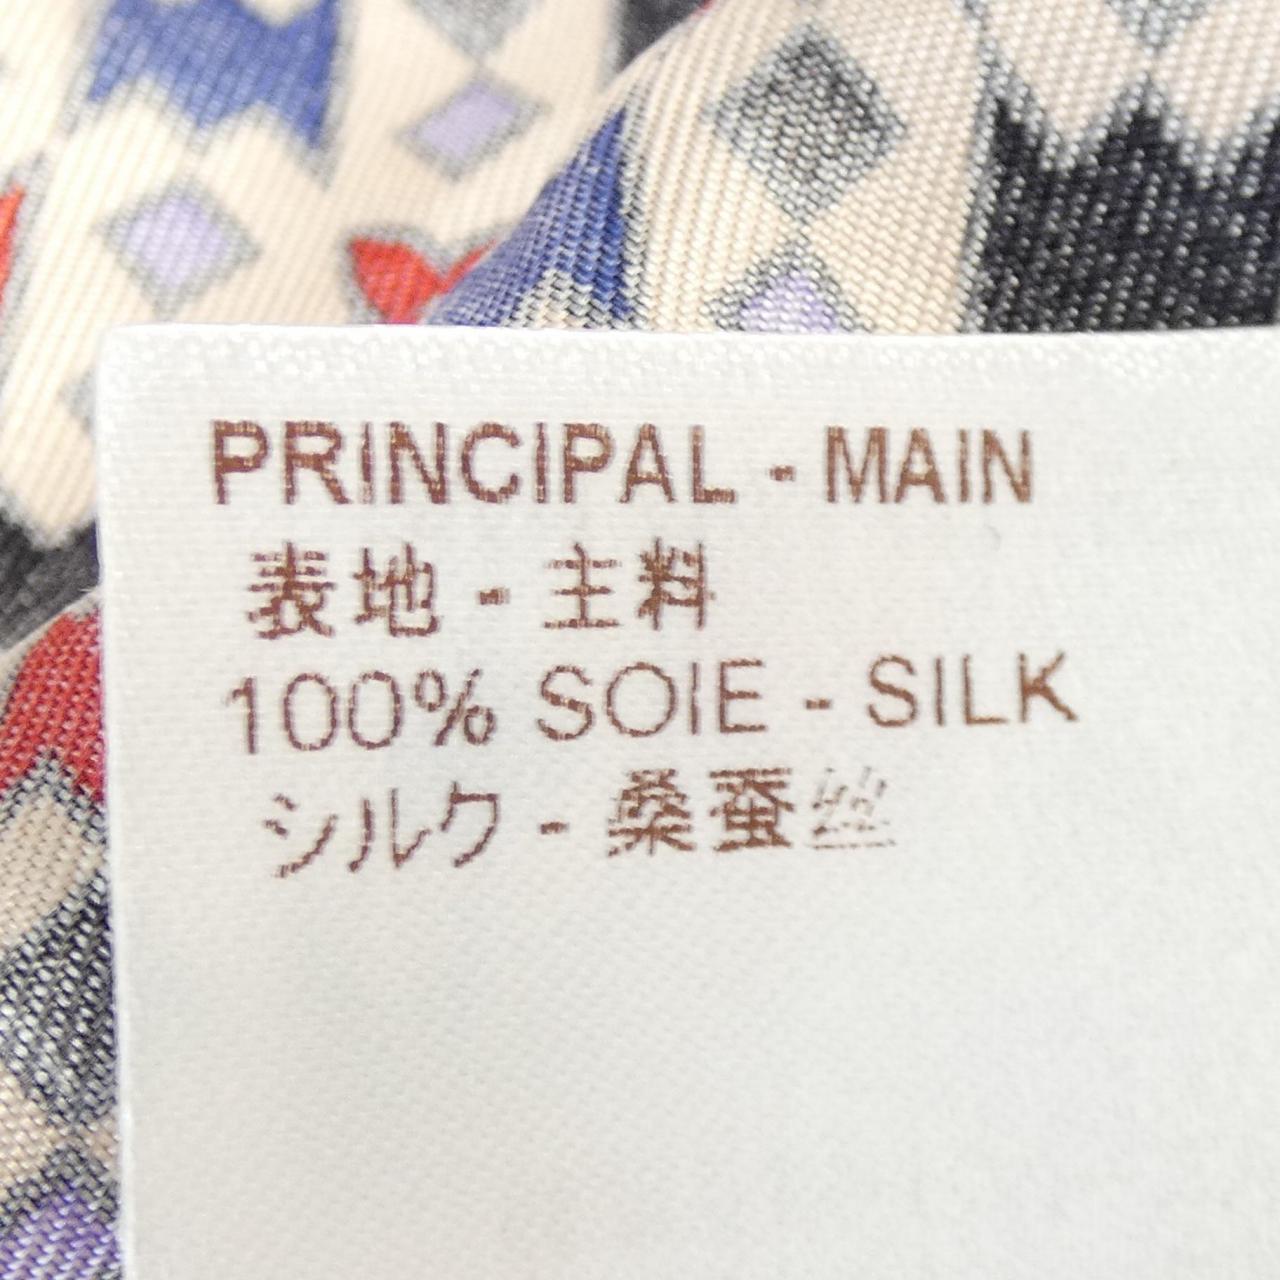 PRINCIPAL - MAIN
表地 - 主料
100% SOIE - SILK
シルク - 桑蚕丝